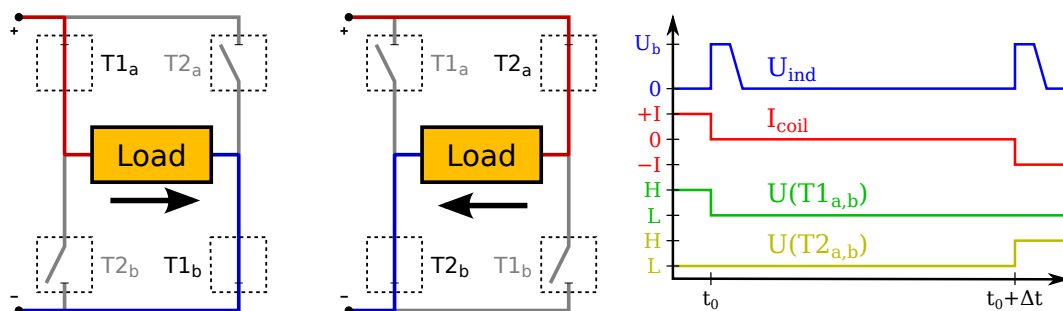 +
T1a
T2a
Load
T2b
T1b
−
+
T1a
T2a
Load
T2b
T1b
−
Ub
0
Uind
+I
0
−I
Icoil
H
L
U(T1a,b)
H
L
U(T2a,b)
t0
t0+Δt